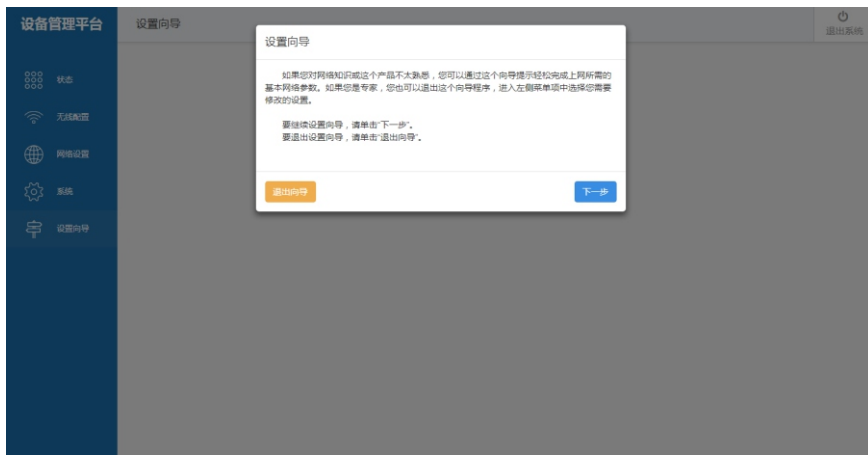 设备管理平台
设置向导
退出系统
设置向导
如果您对网络知识或这个产品不太熟悉，您可以通过这个向导提示轻松完成上网所需的
基本网络参数。如果您是专家，您也可以退出这个向导程序，进入左侧菜单项中选择您需要
修改的设置。
要继续设置向导，请单击“下一步”。
要退出设置向导，请单击“退出向导”。
退出向导
下一步
状态
无线配置
网络设置
系统
设置向导